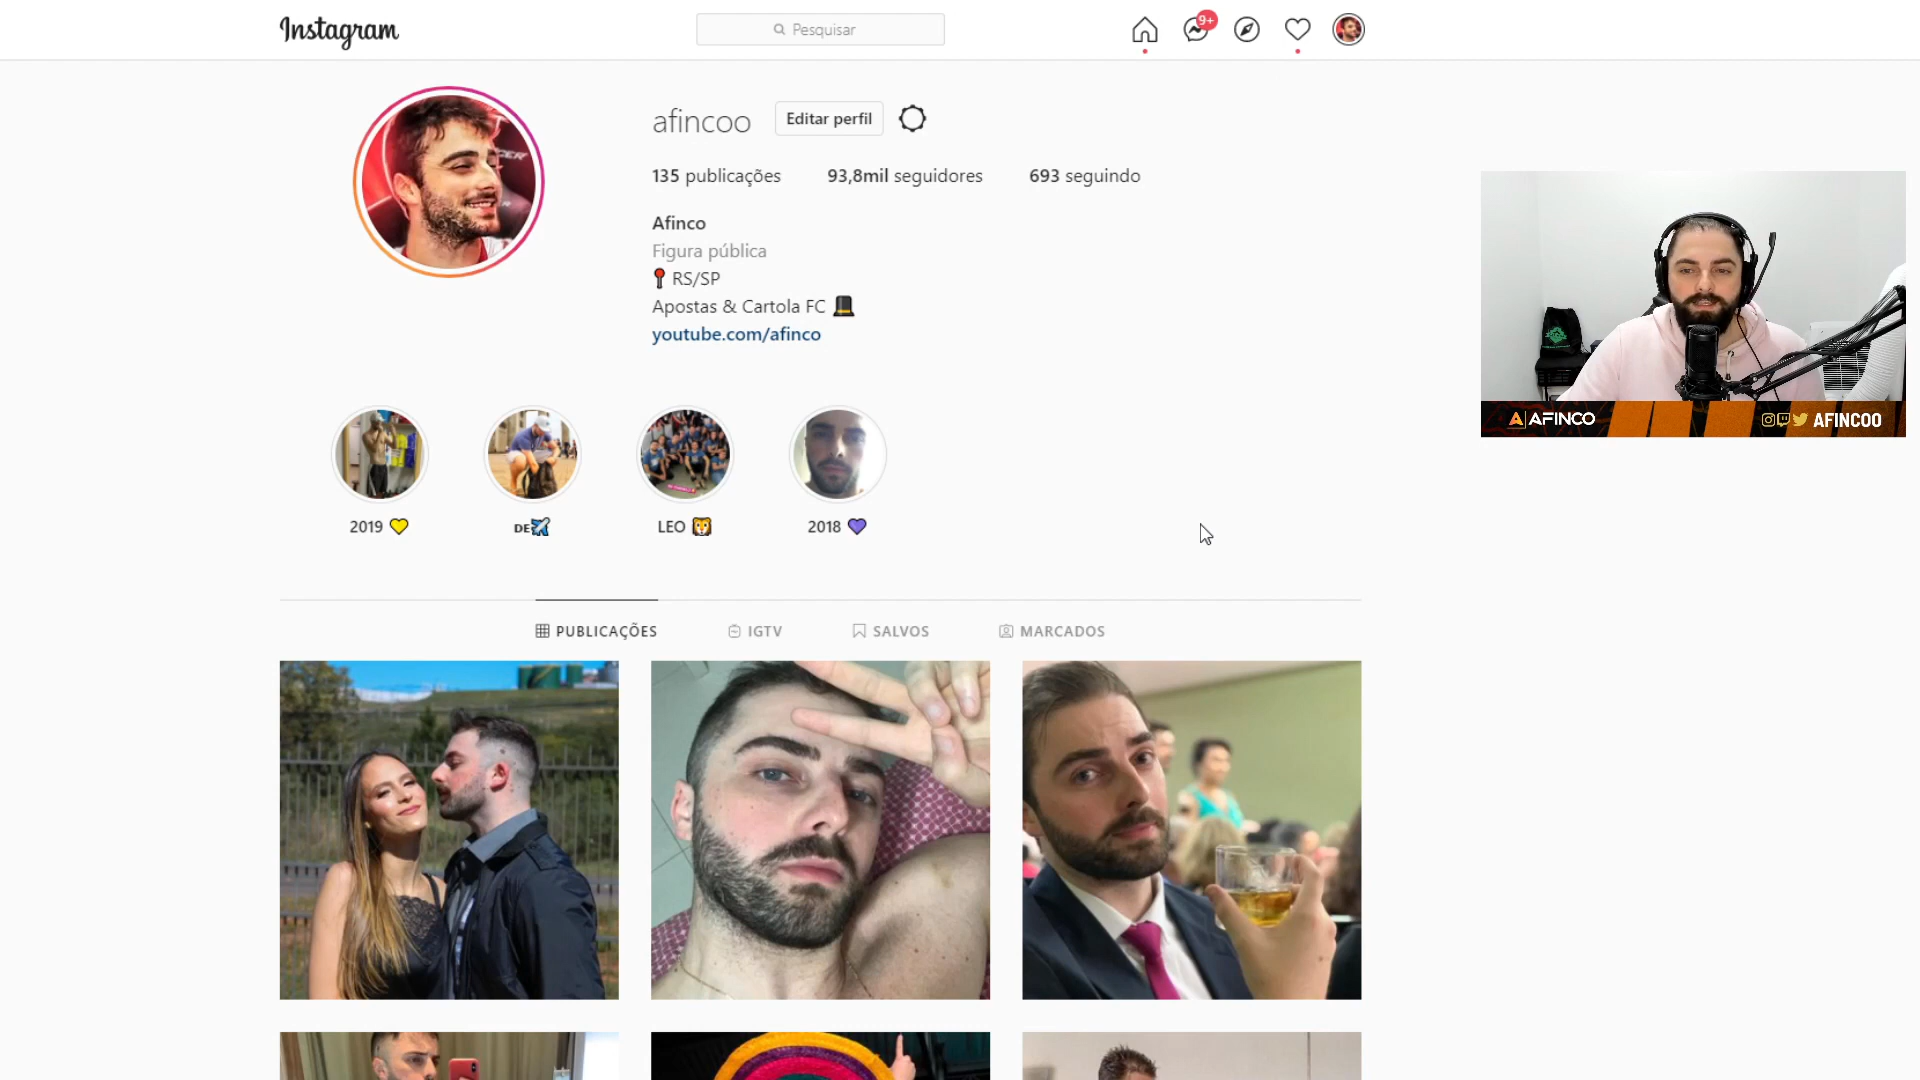 Instagram
Pesquisar
9+
afincoo
Editar perfil
135 publicações
93,8mil seguidores
693 seguindo
Afinco
Figura pública
RS/SP
Apostas & Cartola FC
youtube.com/afinco
AFINCO
AFINCOO
2019
DE
LEO
2018
PUBLICAÇÕES
IGTV
SALVOS
MARCADOS